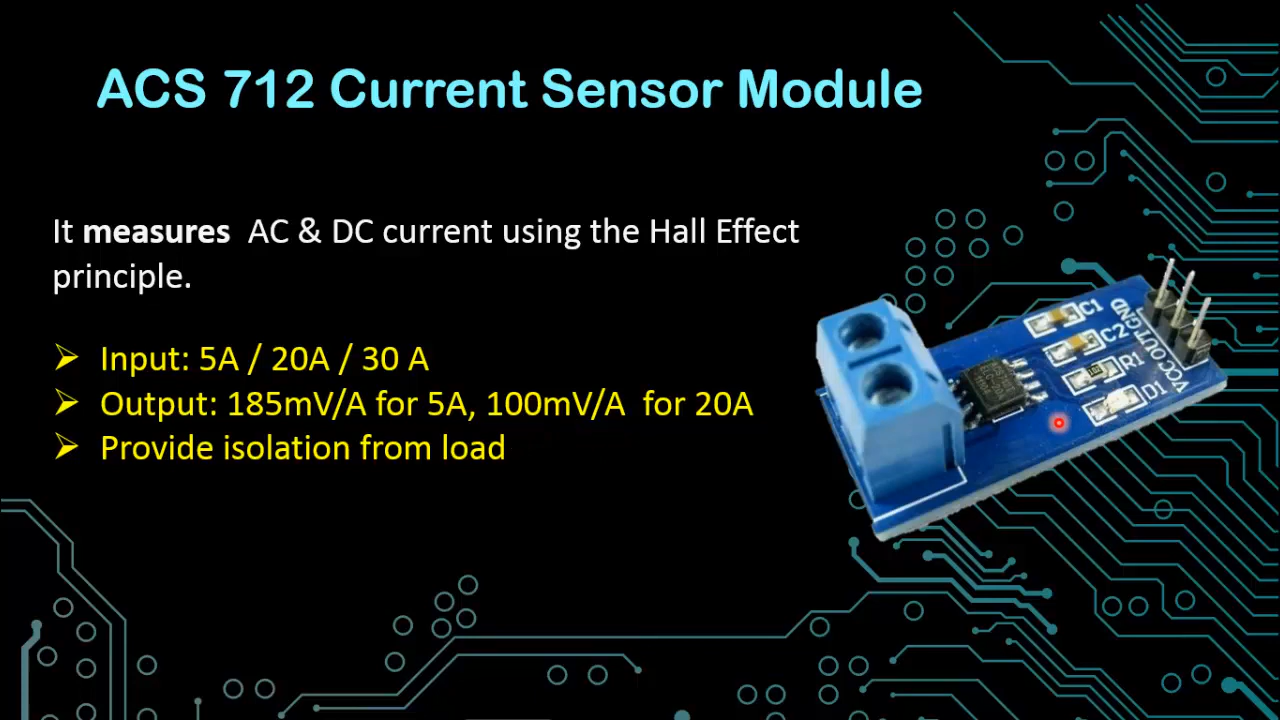 ACS 712 Current Sensor Module
It measures AC & DC current using the Hall Effect
principle.
➢ Input: 5A / 20A / 30 A
➢ Output: 185mV/A for 5A, 100mV/A for 20A
➢ Provide isolation from load
C1
C2
R1
D1
GND
OUT
VCC